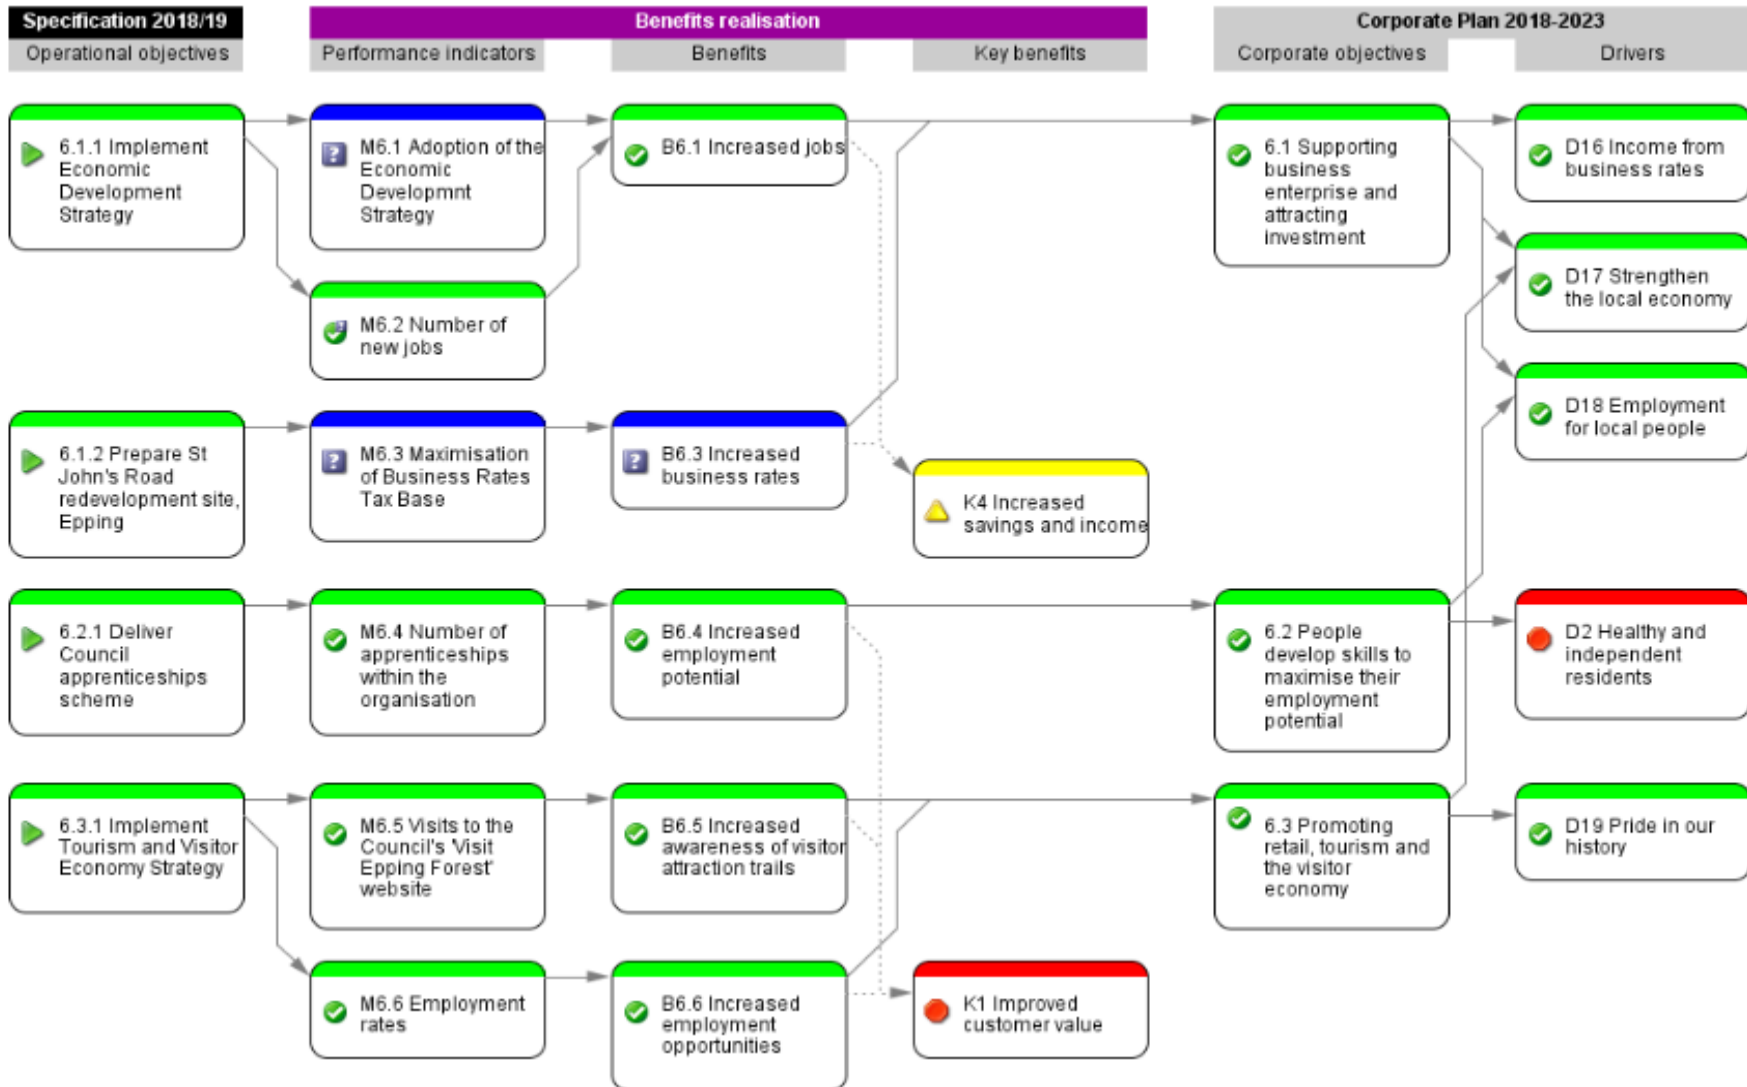 Specification 2018/19
Benefits realisation
Corporate Plan 2018-2023
Operational objectives
Performance indicators
Benefits
Key benefits
Corporate objectives
Drivers
6.1.1 Implement
Economic
Development
Strategy
M6.1 Adoption of the
Economic
Developmnt
Strategy
B6.1 Increased jobs
6.1 Supporting
business
enterprise and
attracting
investment
D16 Income from
business rates
D17 Strengthen
the local economy
M6.2 Number of
new jobs
D18 Employment
for local people
6.1.2 Prepare St
John's Road
redevelopment site,
Epping
M6.3 Maximisation
of Business Rates
Tax Base
B6.3 Increased
business rates
K4 Increased
savings and income
6.2.1 Deliver
Council
apprenticeships
scheme
M6.4 Number of
apprenticeships
within the
organisation
B6.4 Increased
employment
potential
6.2 People
develop skills to
maximise their
employment
potential
D2 Healthy and
independent
residents
6.3.1 Implement
Tourism and Visitor
Economy Strategy
M6.5 Visits to the
Council's 'Visit
Epping Forest'
website
B6.5 Increased
awareness of visitor
attraction trails
6.3 Promoting
retail, tourism and
the visitor
economy
D19 Pride in our
history
M6.6 Employment
rates
B6.6 Increased
employment
opportunities
K1 Improved
customer value